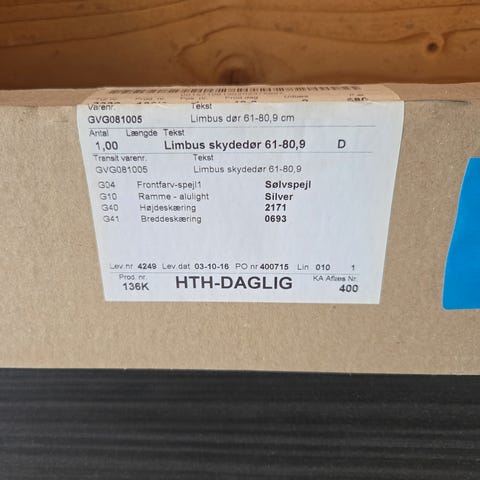 Varenr. Tekst
GVG081005 Limbus dør 61-80,9 cm
Antal Længde Tekst
1,00 Limbus skydedør 61-80,9 D
Transit varenr. Tekst
GVG081005 Limbus skydedør 61-80,9
G04 Frontfarv-spejl1 Sølvspejl
G10 Ramme - alulight Silver
G40 Højdeskæring 2171
G41 Breddeskæring 0693
Lev.nr 4249 Lev.dat 03-10-16 PO nr 400715 Lin 010 1
Prod. nr. HTH-DAGLIG KA Aflæs Nr.
136K 400